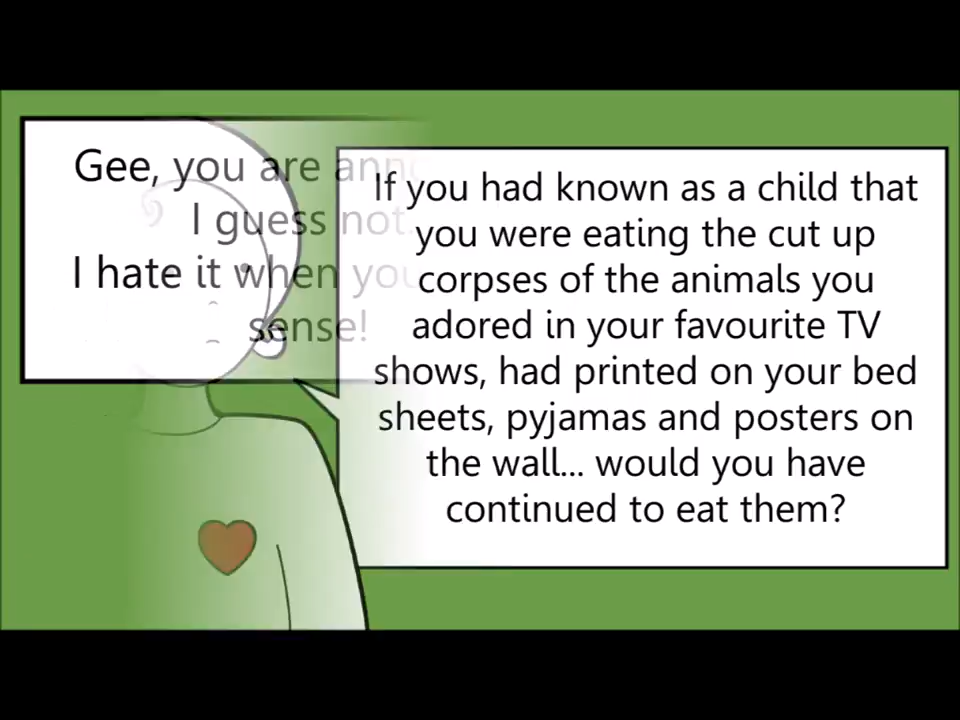 Gee, you are
I guess not.
I hate it when you
sense!
If you had known as a child that
you were eating the cut up
corpses of the animals you
adored in your favourite TV
shows, had printed on your bed
sheets, pyjamas and posters on
the wall... would you have
continued to eat them?